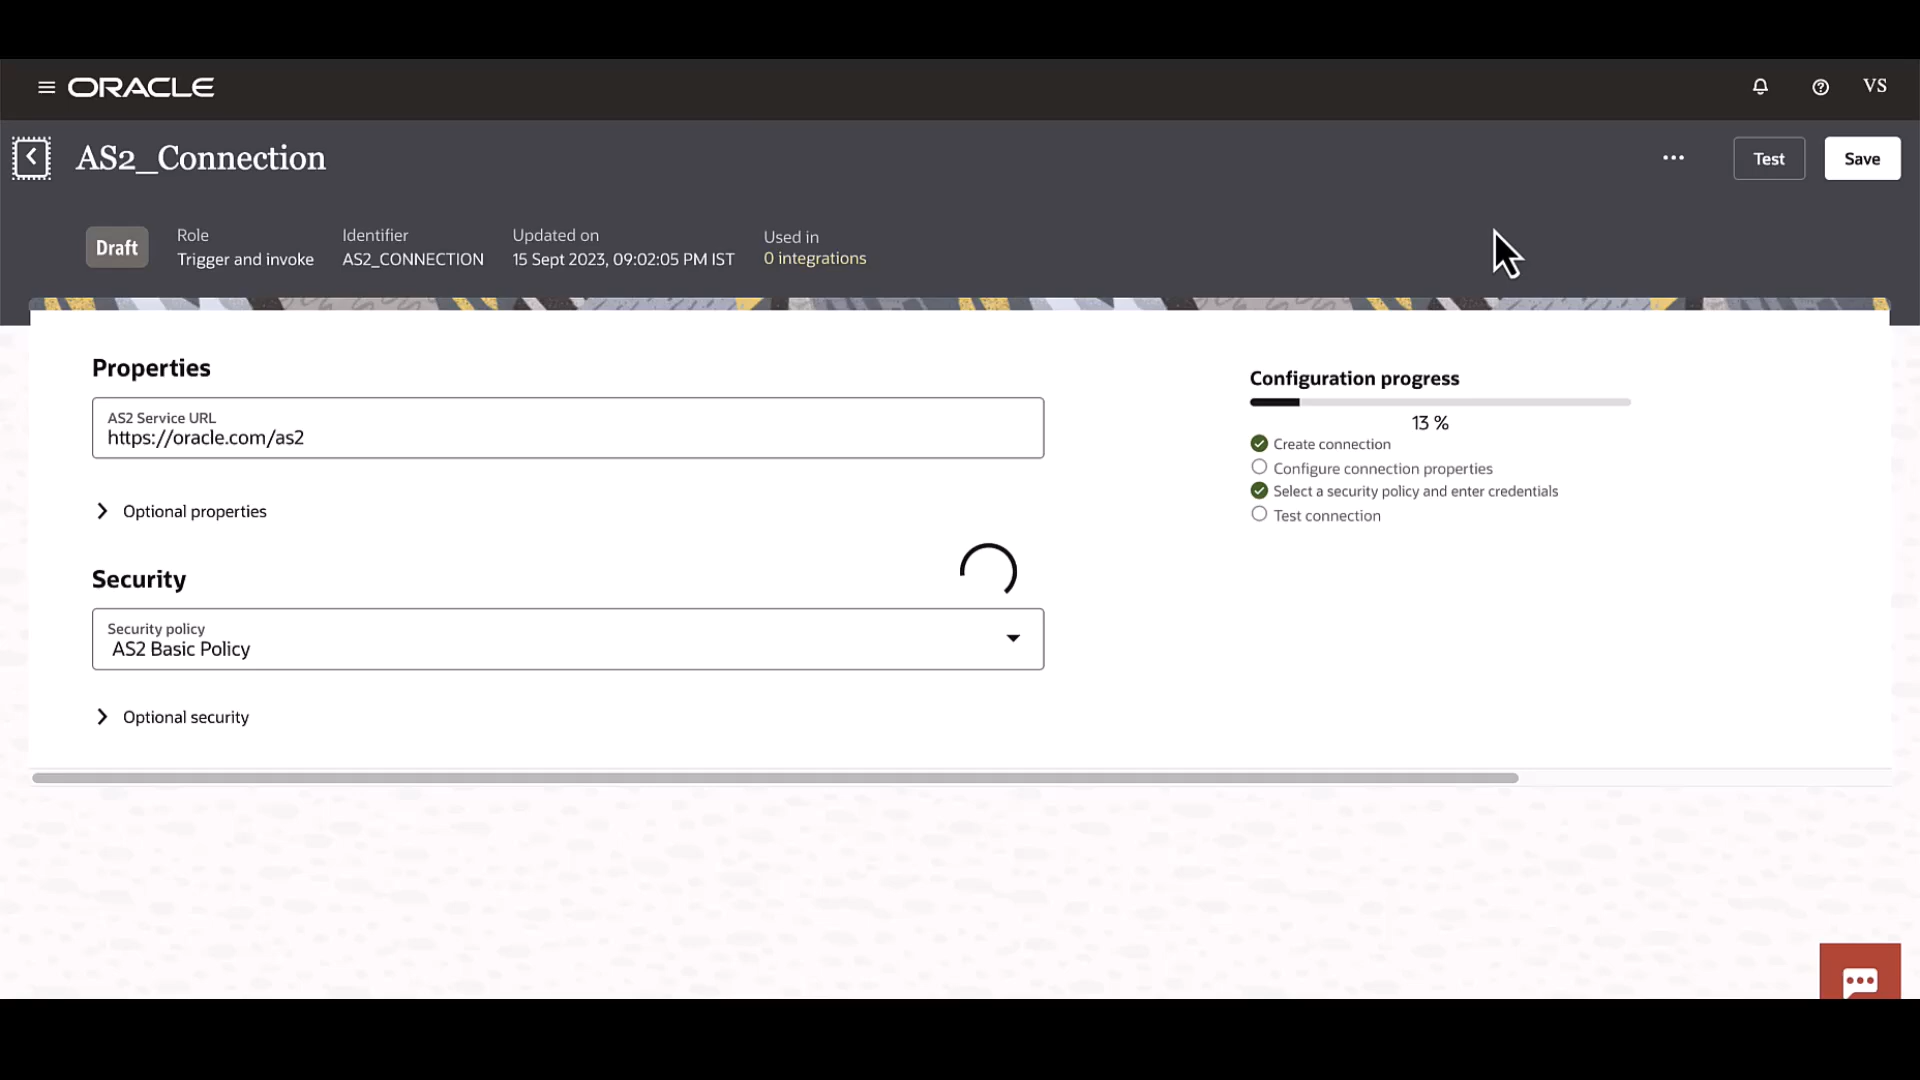 ORACLE
VS
AS2_Connection
Test
Save
Draft
Role
Trigger and invoke
Identifier
AS2_CONNECTION
Updated on
15 Sept 2023, 09:02:05 PM IST
Used in
0 integrations
Properties
AS2 Service URL
https://oracle.com/as2
Optional properties
Security
Security policy
AS2 Basic Policy
Optional security
Configuration progress
13 %
Create connection
Configure connection properties
Select a security policy and enter credentials
Test connection